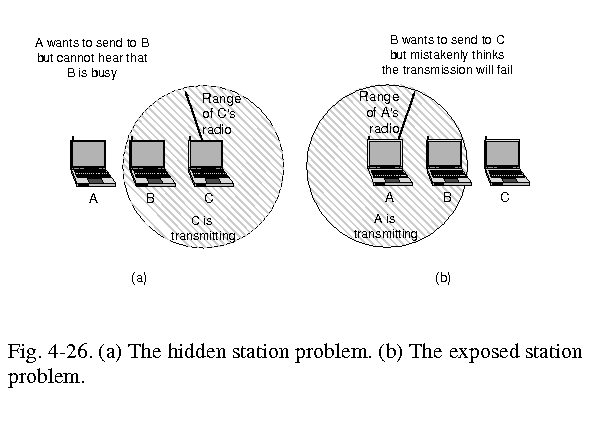 A wants to send to B
but cannot hear that
B is busy
Range
of C's
radio
A
B
C
C is
transmitting
(a)
B wants to send to C
but mistakenly thinks
the transmission will fail
Range
of A's
radio
A
B
C
A is
transmitting
(b)
Fig. 4-26. (a) The hidden station problem. (b) The exposed station
problem.